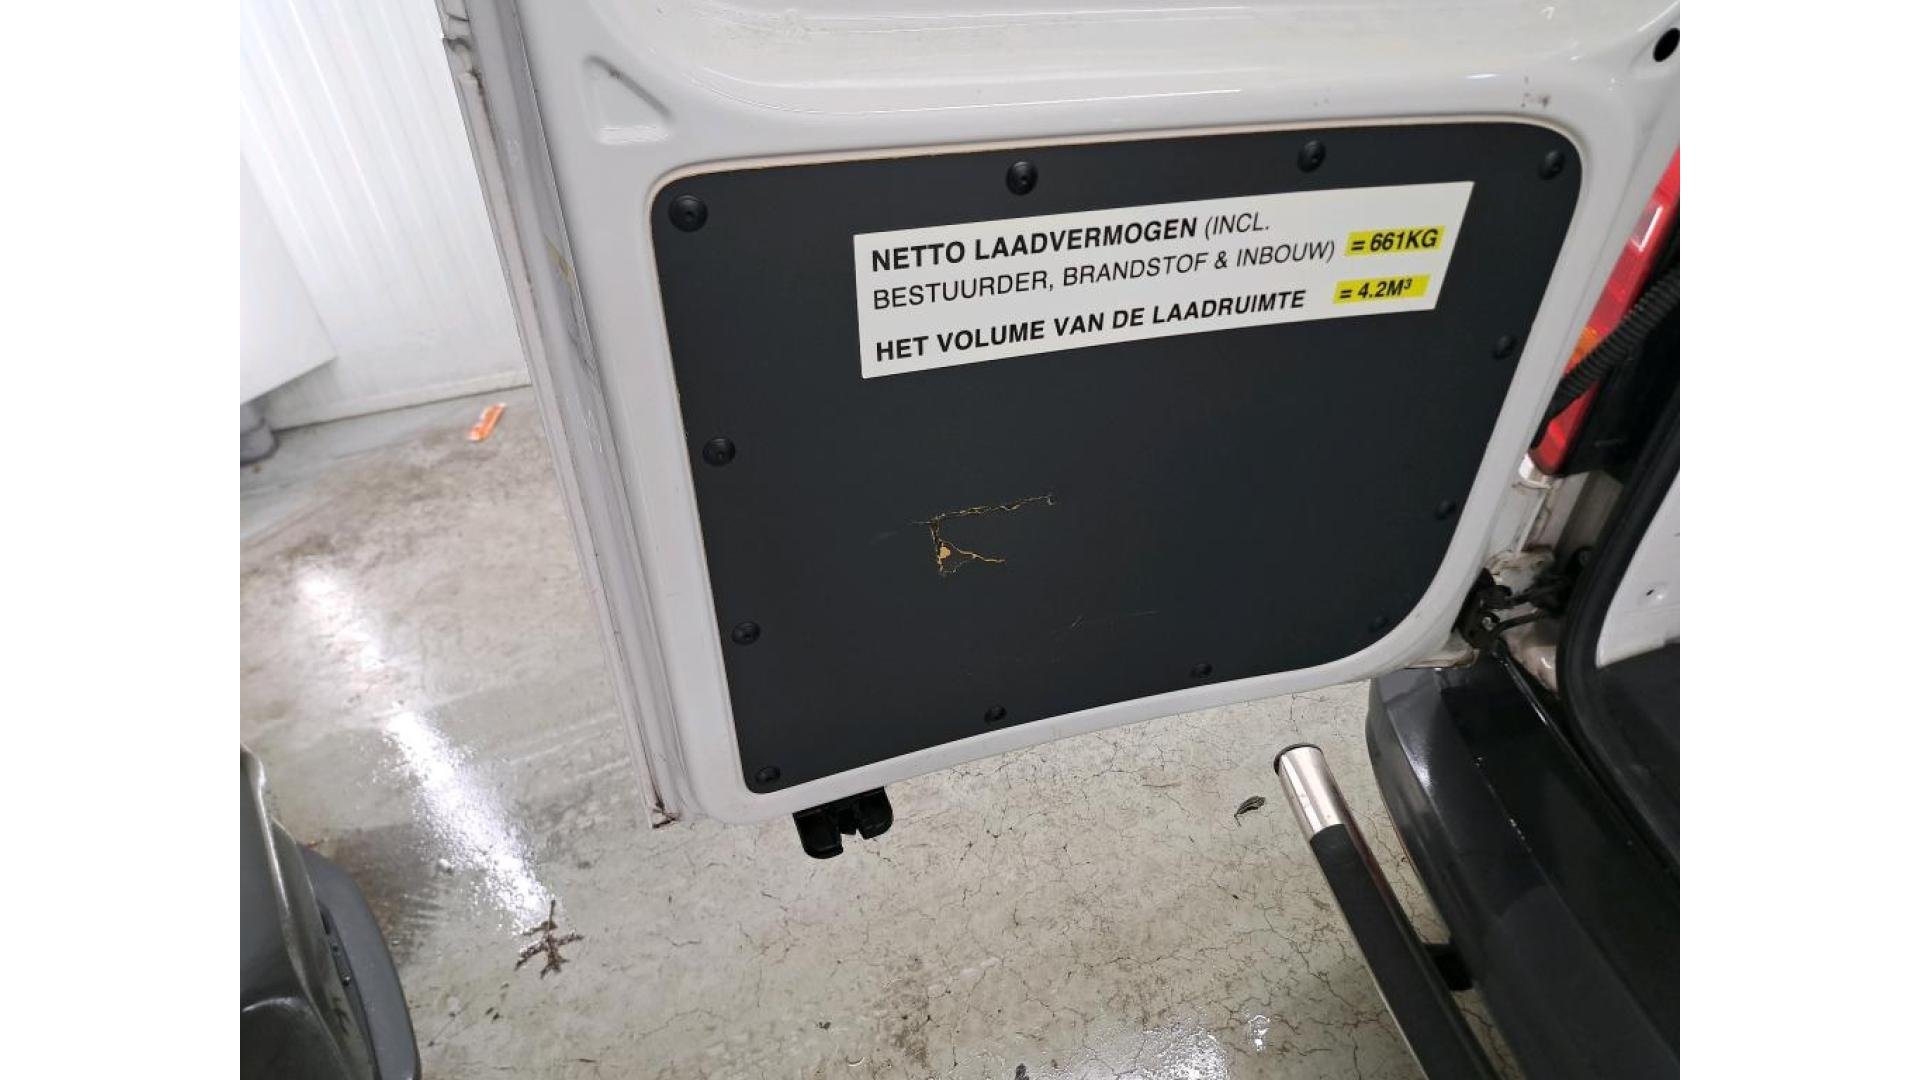 NETTO LAADVERMOGEN (INCL.
BESTUURDER, BRANDSTOF & INBOUW) = 661KG
HET VOLUME VAN DE LAADRUIMTE = 4.2M³